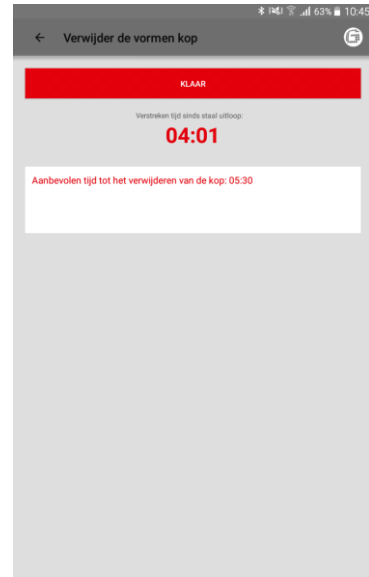 63% 10:45
Verwijder de vormen kop
KLAAR
Verstreken tijd sinds staal uitloop:
04:01
Aanbevolen tijd tot het verwijderen van de kop: 05:30